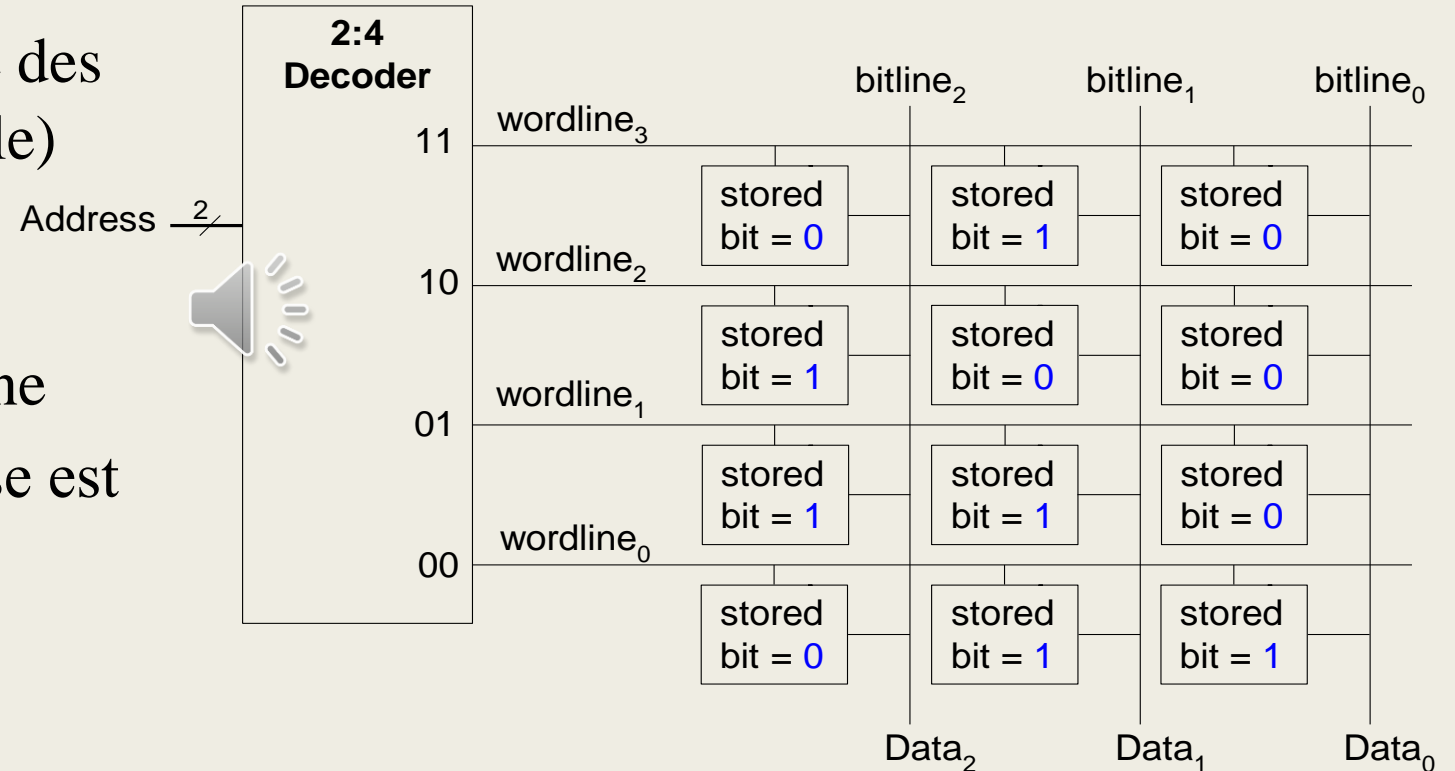 des
le)
ne
se est
2:4
Decoder
Address 2
11
10
01
00
wordline₃
wordline₂
wordline₁
wordline₀
bitline₂ bitline₁ bitline₀
stored
bit = 0
stored
bit = 1
stored
bit = 0
stored
bit = 1
stored
bit = 0
stored
bit = 0
stored
bit = 1
stored
bit = 1
stored
bit = 0
stored
bit = 0
stored
bit = 1
stored
bit = 1
Data₂ Data₁ Data₀